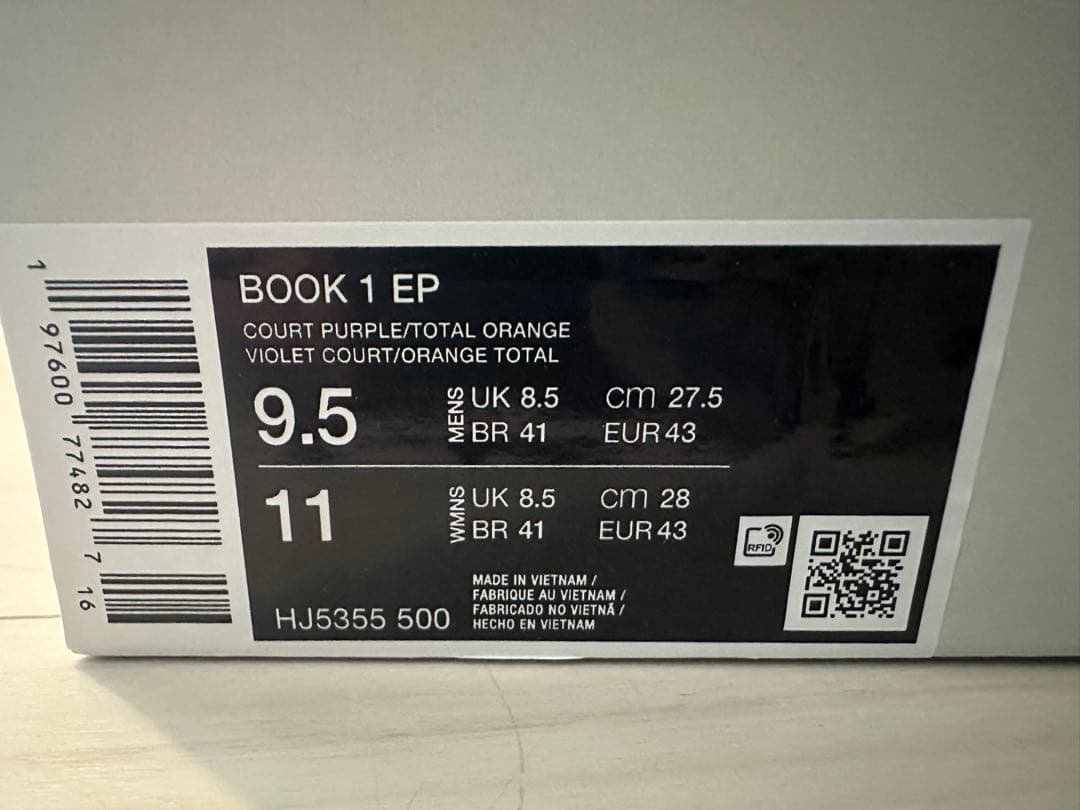 1 97600 77482 7 16
BOOK 1 EP
COURT PURPLE/TOTAL ORANGE
VIOLET COURT/ORANGE TOTAL
9.5 MENS UK 8.5 cm 27.5
BR 41 EUR 43
11 WMNS UK 8.5 cm 28
BR 41 EUR 43
RFID
MADE IN VIETNAM /
FABRIQUE AU VIETNAM /
FABRICADO NO VIETNÃ /
HECHO EN VIETNAM
HJ5355 500